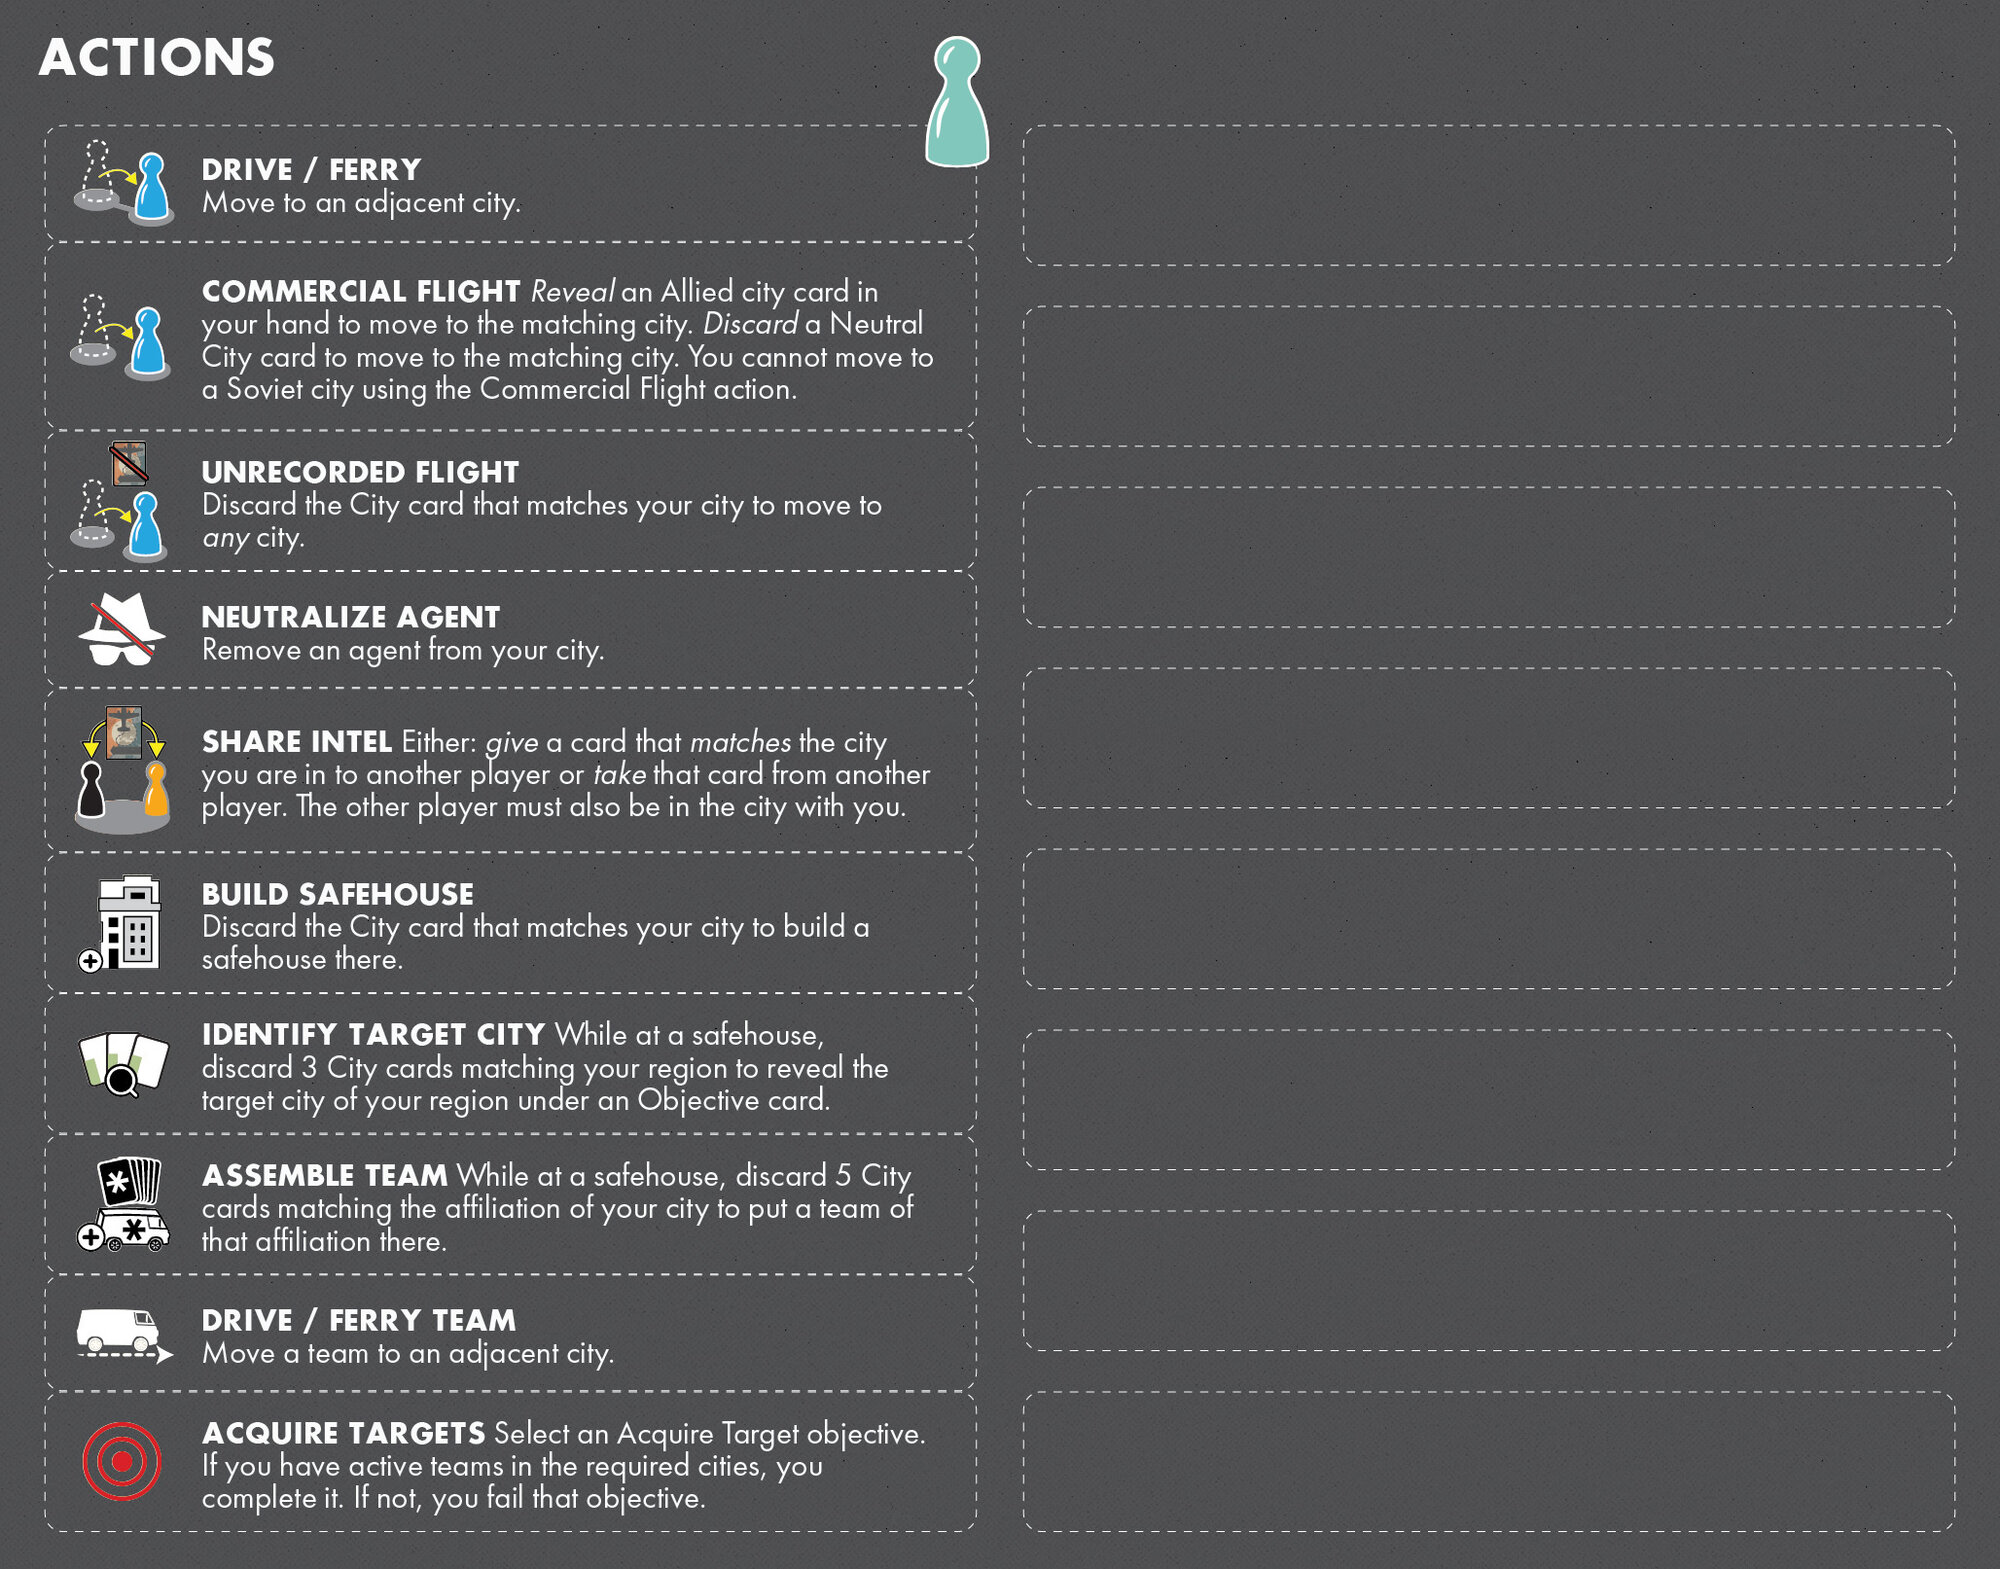 ACTIONS
DRIVE / FERRY
Move to an adjacent city.
COMMERCIAL FLIGHT Reveal an Allied city card in
your hand to move to the matching city. Discard a Neutral
City card to move to the matching city. You cannot move to
a Soviet city using the Commercial Flight action.
UNRECORDED FLIGHT
Discard the City card that matches your city to move to
any city.
NEUTRALIZE AGENT
Remove an agent from your city.
SHARE INTEL Either: give a card that matches the city
you are in to another player or take that card from another
player. The other player must also be in the city with you.
BUILD SAFEHOUSE
Discard the City card that matches your city to build a
safehouse there.
IDENTIFY TARGET CITY While at a safehouse,
discard 3 City cards matching your region to reveal the
target city of your region under an Objective card.
ASSEMBLE TEAM While at a safehouse, discard 5 City
cards matching the affiliation of your city to put a team of
that affiliation there.
DRIVE / FERRY TEAM
Move a team to an adjacent city.
ACQUIRE TARGETS Select an Acquire Target objective.
If you have active teams in the required cities, you
complete it. If not, you fail that objective.